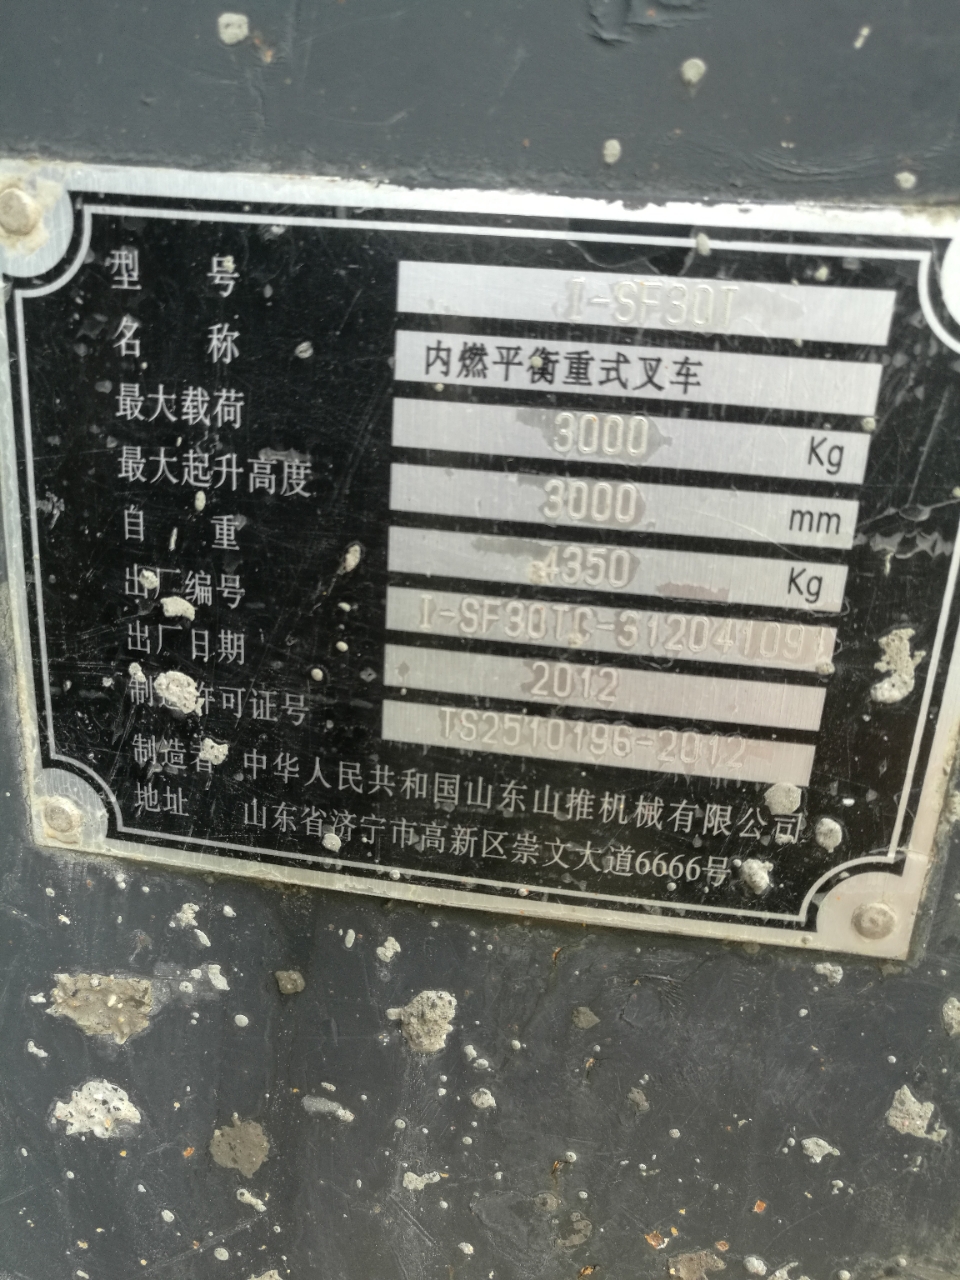 型号 I-SF30T
名称 内燃平衡重式叉车
最大载荷 3000 Kg
最大起升高度 3000 mm
自重 4350 Kg
出厂编号 I-SF30TC-312041091
出厂日期 2012
制造许可证号 TS2510196-2012
制造者 中华人民共和国山东山推机械有限公司
地址 山东省济宁市高新区崇文大道6666号